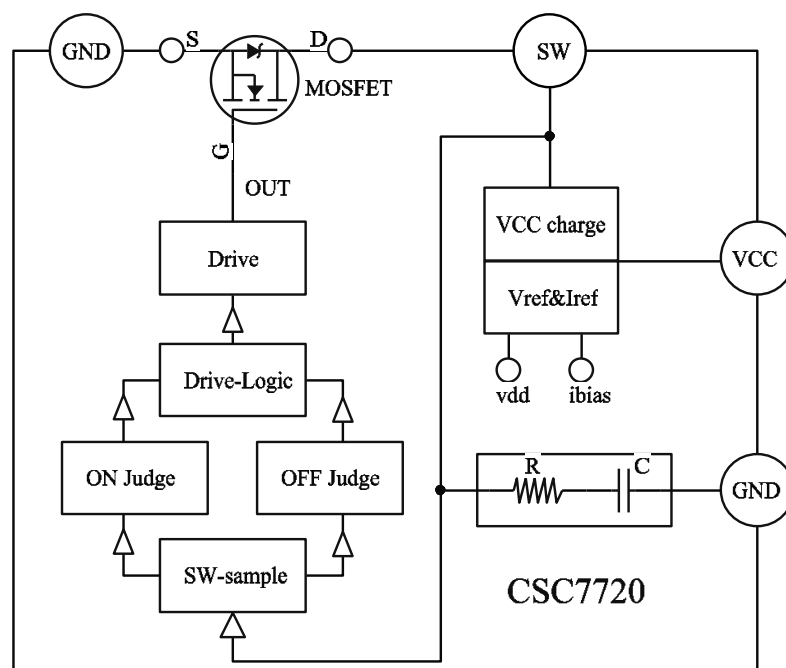 GND
S
D
SW
MOSFET
G
OUT
VCC charge
Drive
VCC
Vref&Iref
Drive-Logic
vdd
ibias
ON Judge
OFF Judge
R
C
GND
SW-sample
CSC7720